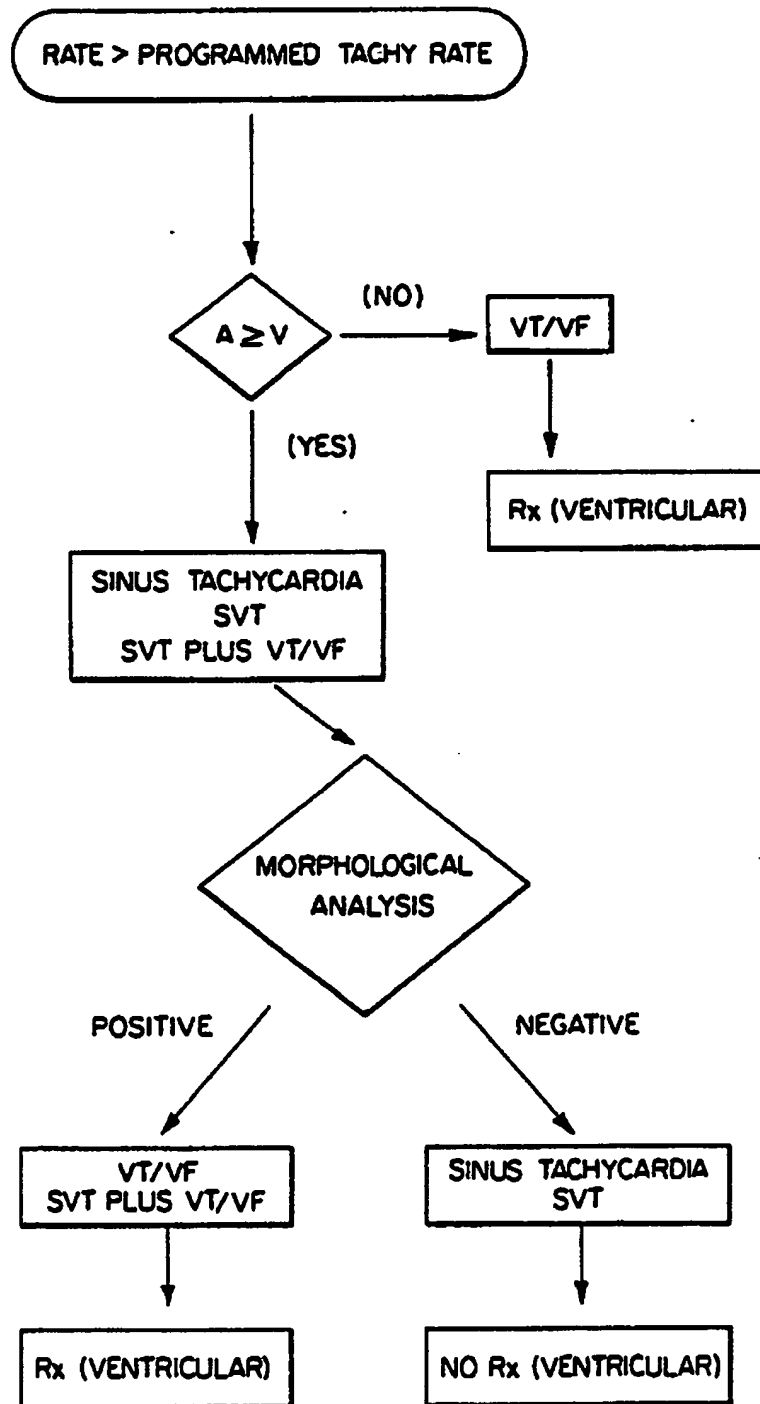 RATE > PROGRAMMED TACHY RATE
A ≥ V
(NO)
VT/VF
(YES)
Rx (VENTRICULAR)
SINUS TACHYCARDIA
SVT
SVT PLUS VT/VF
MORPHOLOGICAL
ANALYSIS
POSITIVE
NEGATIVE
VT/VF
SVT PLUS VT/VF
SINUS TACHYCARDIA
SVT
Rx (VENTRICULAR)
NO Rx (VENTRICULAR)